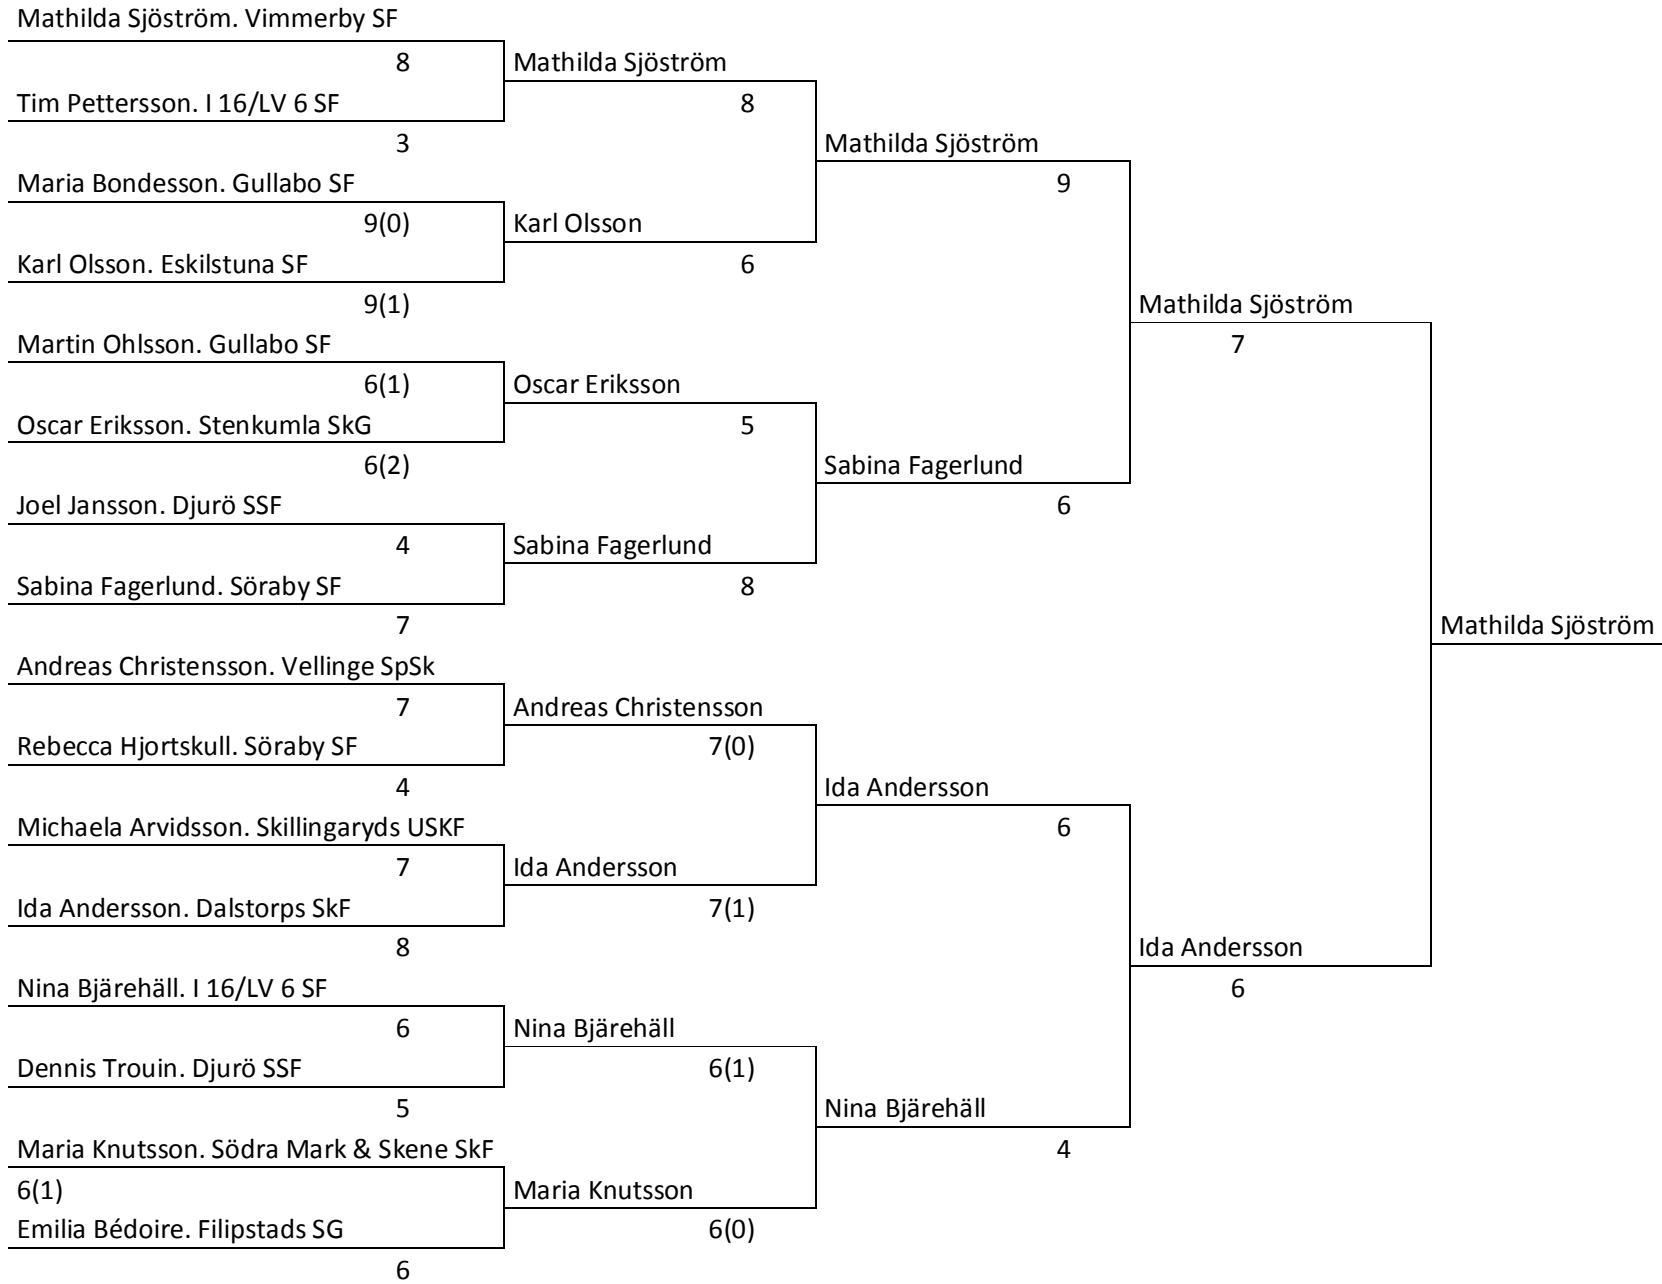 Mathilda Sjöström. Vimmerby SF
8
Mathilda Sjöström
Tim Pettersson. I 16/LV 6 SF
8
3
Mathilda Sjöström
Maria Bondesson. Gullabo SF
9
9(0)
Karl Olsson
Karl Olsson. Eskilstuna SF
6
9(1)
Mathilda Sjöström
Martin Ohlsson. Gullabo SF
7
6(1)
Oscar Eriksson
Oscar Eriksson. Stenkumla SkG
5
6(2)
Sabina Fagerlund
Joel Jansson. Djurö SSF
6
4
Sabina Fagerlund
Sabina Fagerlund. Söraby SF
8
7
Mathilda Sjöström
Andreas Christensson. Vellinge SpSk
7
Andreas Christensson
Rebecca Hjortskull. Söraby SF
7(0)
4
Ida Andersson
Michaela Arvidsson. Skillingaryds USKF
6
7
Ida Andersson
Ida Andersson. Dalstorps SkF
7(1)
8
Ida Andersson
Nina Bjärehäll. I 16/LV 6 SF
6
6
Nina Bjärehäll
Dennis Trouin. Djurö SSF
6(1)
5
Nina Bjärehäll
Maria Knutsson. Södra Mark & Skene SkF
4
6(1)
Maria Knutsson
Emilia Bédoire. Filipstads SG
6(0)
6